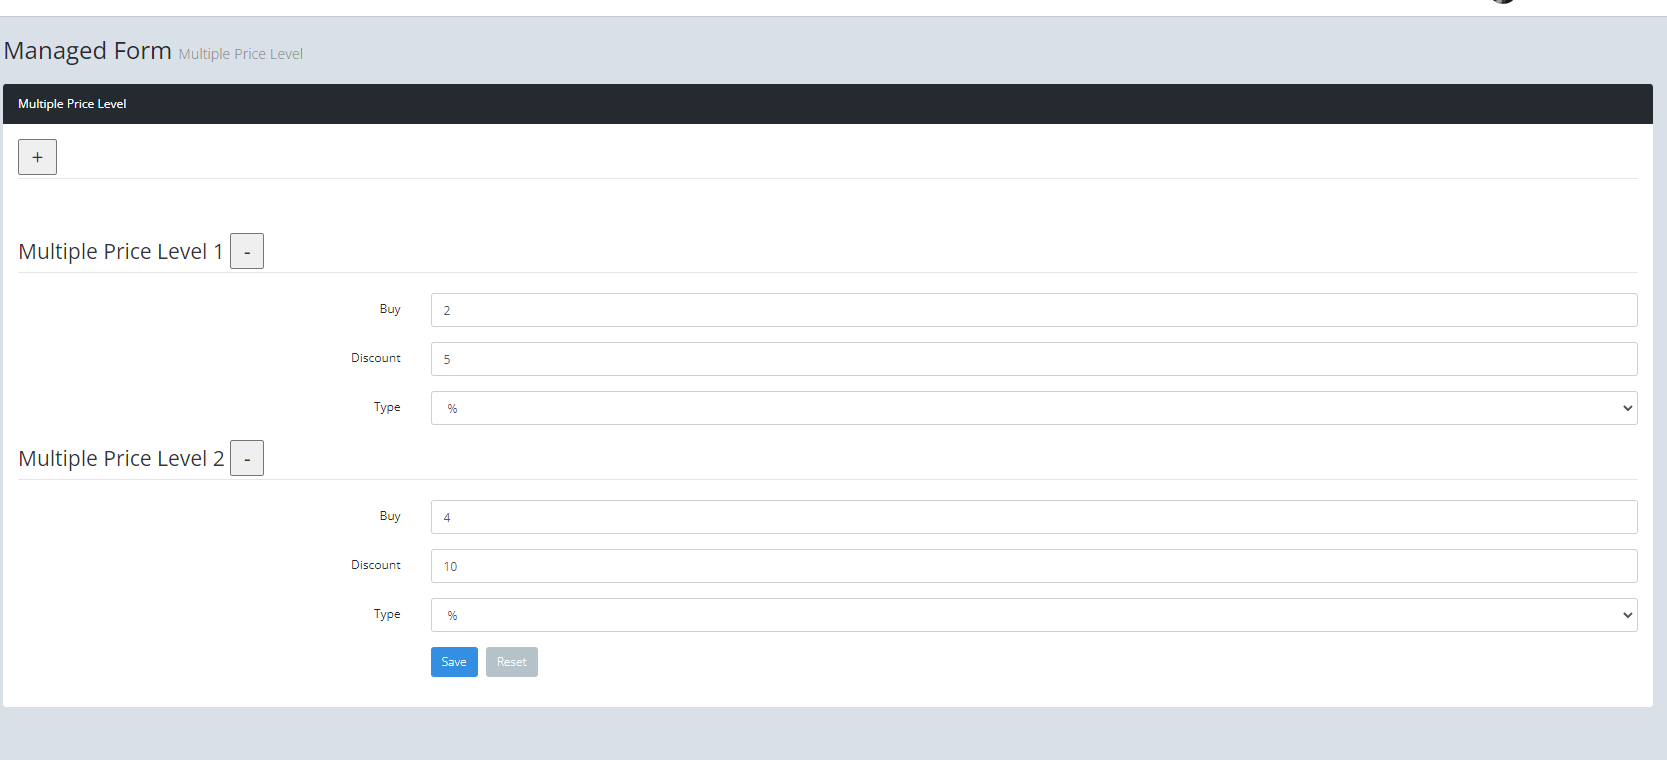 Managed Form Multiple Price Level
Multiple Price Level
+
Multiple Price Level 1 -
Buy 2
Discount 5
Type %
Multiple Price Level 2 -
Buy 4
Discount 10
Type %
Save Reset